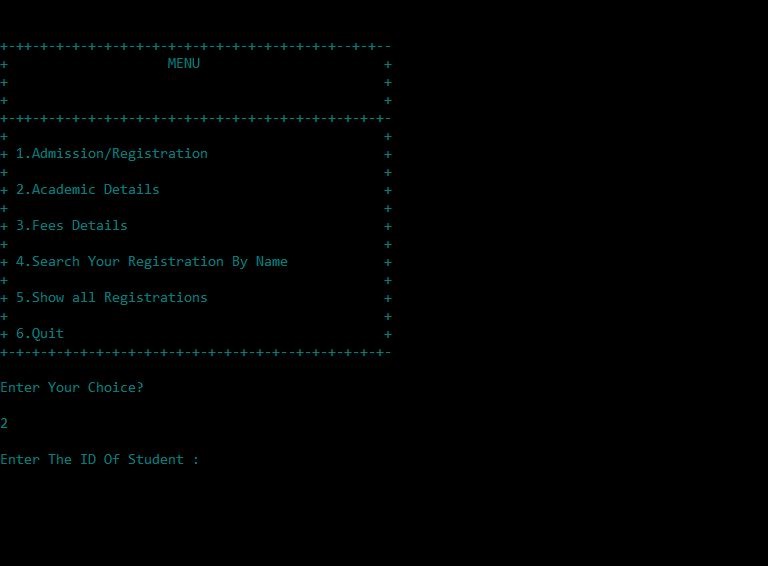 +-++-+-+-+-+-+-+-+-+-+-+-+-+-+-+-+-+-+-+-+--+-+--
+ MENU +
+ +
+ +
+-++-+-+-+-+-+-+-+-+-+-+-+-+-+-+-+-+-+-+-+-+-+-+-
+ +
+ 1.Admission/Registration +
+ +
+ 2.Academic Details +
+ +
+ 3.Fees Details +
+ +
+ 4.Search Your Registration By Name +
+ +
+ 5.Show all Registrations +
+ +
+ 6.Quit +
+-+-+-+-+-+-+-+-+-+-+-+-+-+-+-+-+-+--+-+-+-+-+-+-
Enter Your Choice?
2
Enter The ID Of Student :